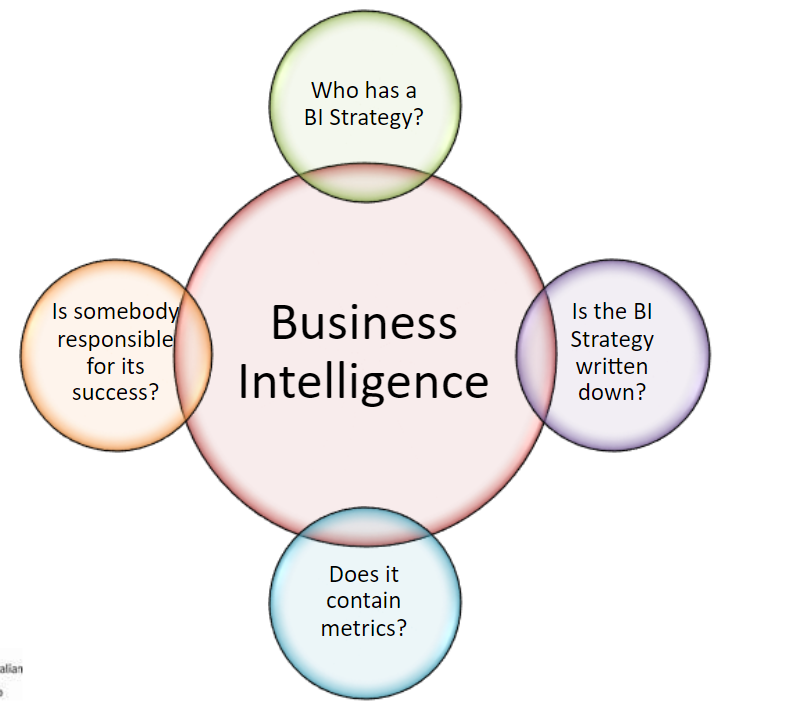 Who has a
BI Strategy?
Business
Intelligence
Is the BI
Strategy
written
down?
Does it
contain
metrics?
Is somebody
responsible
for its
success?
alian